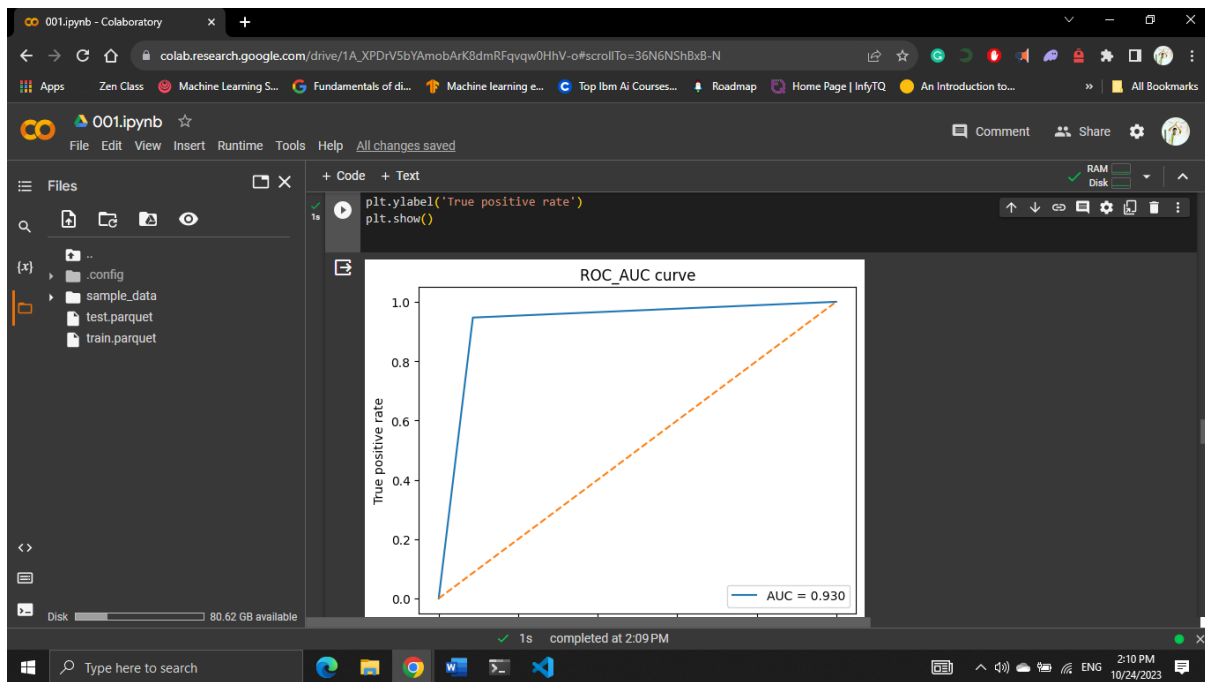 001.ipynb - Colaboratory
colab.research.google.com/drive/1A_XPDrV5bYAmobArK8dmRFqvqw0HhV-o#scrollTo=36N6NShBxB-N
Apps Zen Class Machine Learning S... Fundamentals of di... Machine learning e... Top Ibm Ai Courses... Roadmap Home Page | InfyTQ An Introduction to... » All Bookmarks
001.ipynb
Comment Share
File Edit View Insert Runtime Tools Help All changes saved
Files
+ Code + Text
RAM
Disk
1s
plt.ylabel('True positive rate')
plt.show()
{x}
..
.config
sample_data
test.parquet
train.parquet
ROC_AUC curve
1.0
0.8
0.6
0.4
0.2
0.0
True positive rate
AUC = 0.930
Disk 80.62 GB available
1s completed at 2:09 PM
Type here to search
ENG
2:10 PM
10/24/2023